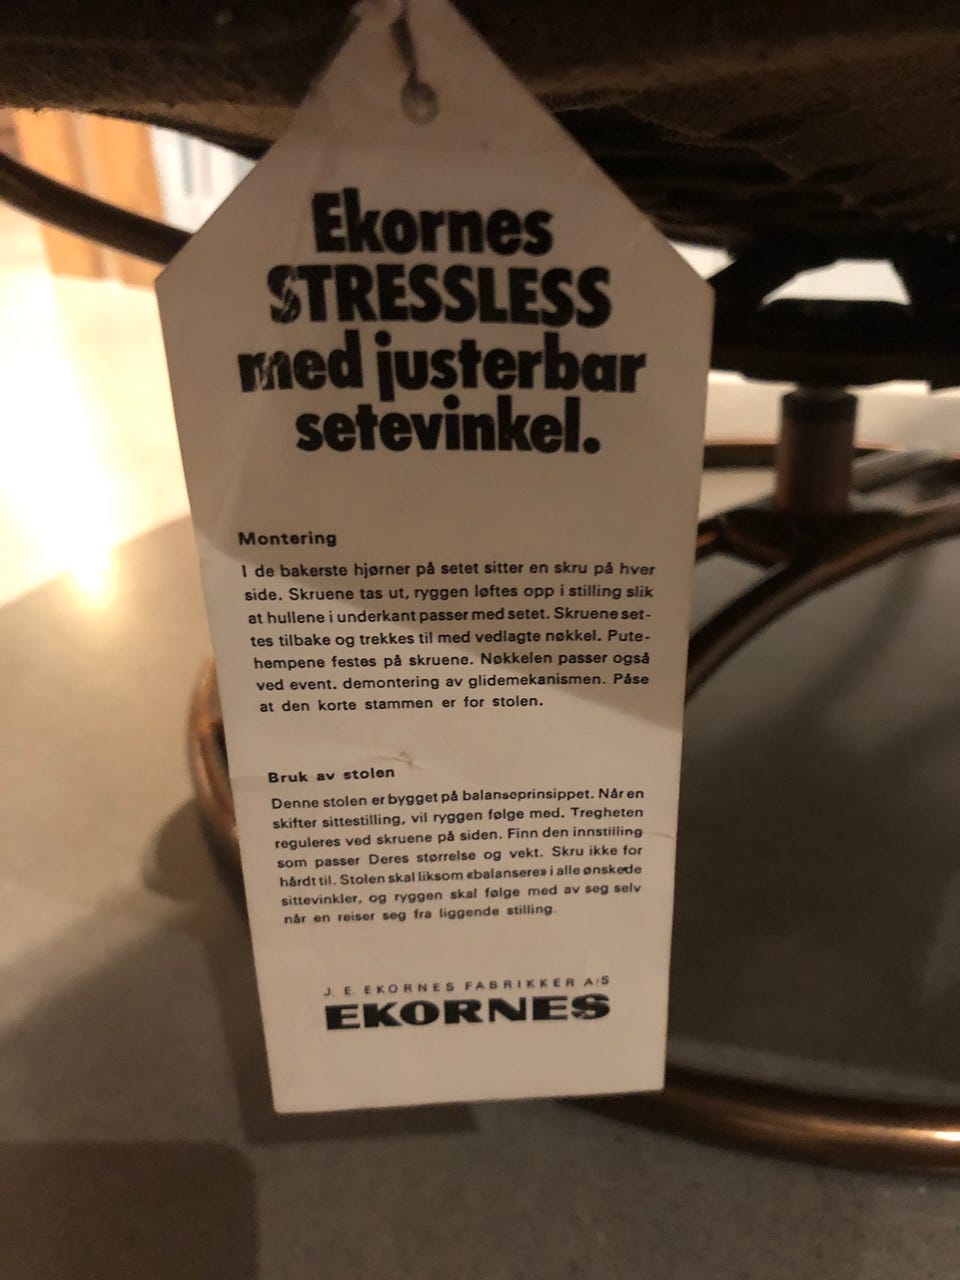 Ekornes
STRESSLESS
med justerbar
setevinkel.
Montering
I de bakerste hjørner på setet sitter en skru på hver
side. Skruene tas ut, ryggen løftes opp i stilling slik
at hullene i underkant passer med setet. Skruene set-
tes tilbake og trekkes til med vedlagte nøkkel. Pute-
hempene festes på skruene. Nøkkelen passer også
ved event. demontering av glidemekanismen. Påse
at den korte stammen er for stolen.
Bruk av stolen
Denne stolen er bygget på balanseprinsippet. Når en
skifter sittestilling, vil ryggen følge med. Tregheten
reguleres ved skruene på siden. Finn den innstilling
som passer Deres størrelse og vekt. Skru ikke for
hårdt til. Stolen skal liksom «balansere» i alle ønskede
sittevinkler, og ryggen skal følge med av seg selv
når en reiser seg fra liggende stilling.
J. E. EKORNES FABRIKKER A/S
EKORNES